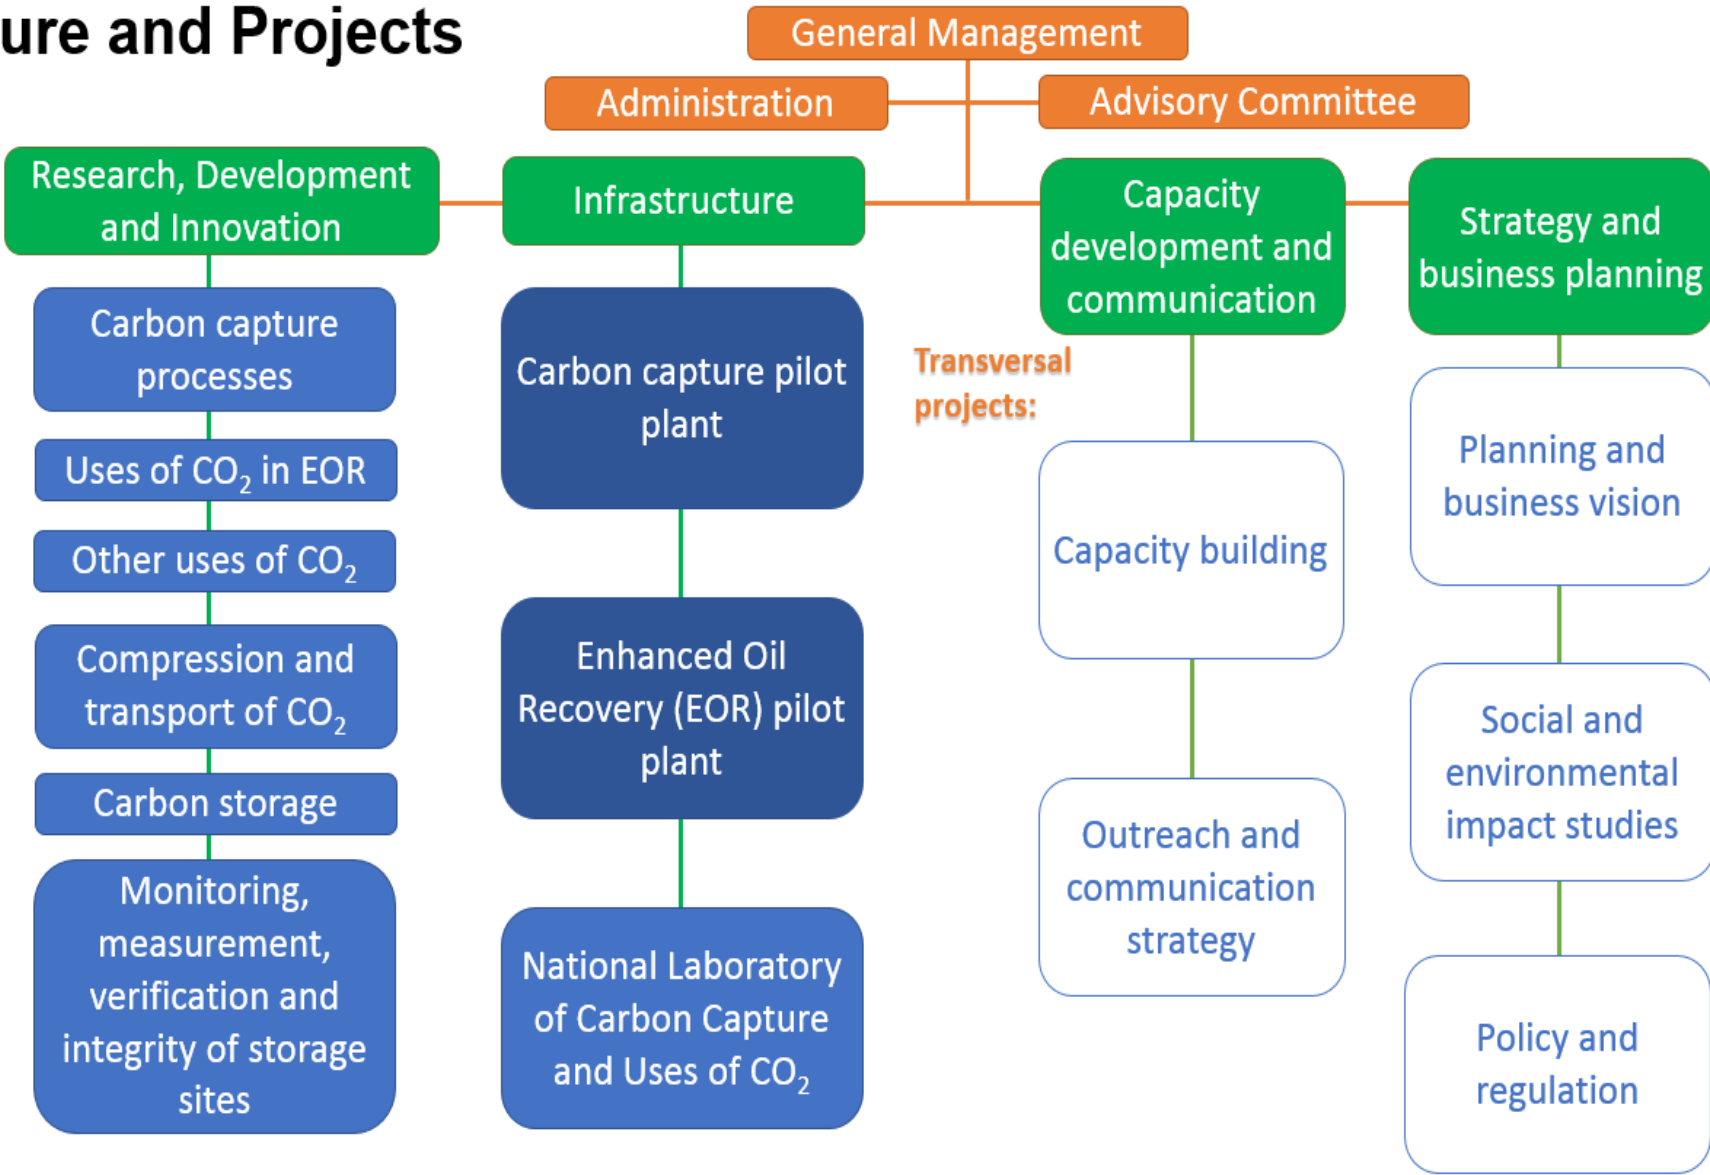 ure and Projects
General Management
Administration
Advisory Committee
Research, Development
and Innovation
Carbon capture
processes
Uses of CO₂ in EOR
Other uses of CO₂
Compression and
transport of CO₂
Carbon storage
Monitoring,
measurement,
verification and
integrity of storage
sites
Infrastructure
Carbon capture pilot
plant
Enhanced Oil
Recovery (EOR) pilot
plant
National Laboratory
of Carbon Capture
and Uses of CO₂
Transversal
projects:
Capacity
development and
communication
Capacity building
Outreach and
communication
strategy
Strategy and
business planning
Planning and
business vision
Social and
environmental
impact studies
Policy and
regulation